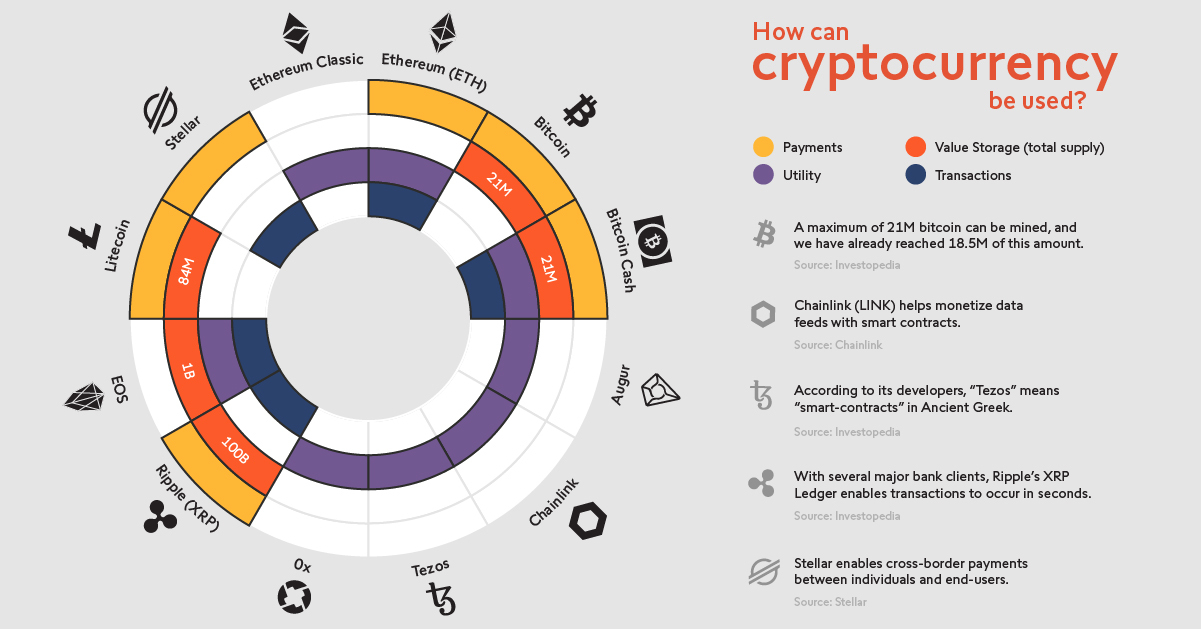 How can
cryptocurrency
be used?
Payments
Value Storage (total supply)
Utility
Transactions
A maximum of 21M bitcoin can be mined, and
we have already reached 18.5M of this amount.
Source: Investopedia
Chainlink (LINK) helps monetize data
feeds with smart contracts.
Source: Chainlink
According to its developers, “Tezos” means
“smart-contracts” in Ancient Greek.
Source: Investopedia
With several major bank clients, Ripple’s XRP
Ledger enables transactions to occur in seconds.
Source: Investopedia
Stellar enables cross-border payments
between individuals and end-users.
Source: Stellar
Ethereum (ETH)
Bitcoin
21M
Bitcoin Cash
21M
Augur
Chainlink
Tezos
0x
Ripple (XRP)
100B
EOS
1B
Litecoin
84M
Stellar
Ethereum Classic